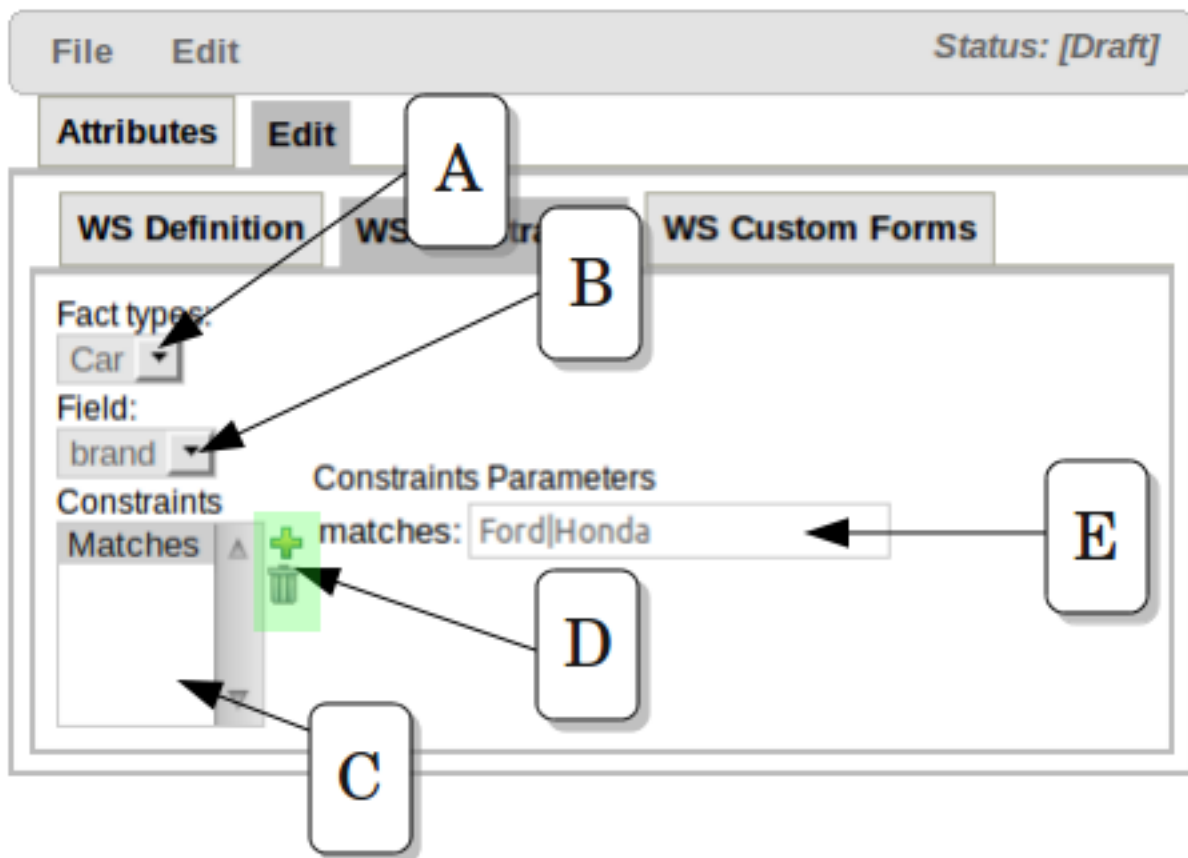 File Edit Status: [Draft]
Attributes Edit
A
WS Definition WS WS Custom Forms
B
Fact types:
Car
Field:
brand
Constraints Parameters
Constraints
matches: Ford|Honda
E
Matches
D
C